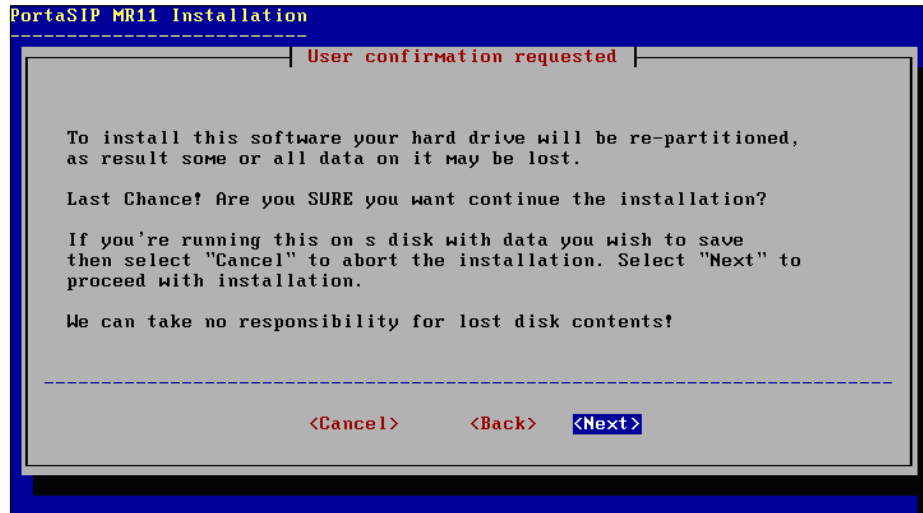 PortaSIP MR11 Installation
User confirmation requested
To install this software your hard drive will be re-partitioned,
as result some or all data on it may be lost.
Last Chance! Are you SURE you want continue the installation?
If you're running this on s disk with data you wish to save
then select "Cancel" to abort the installation. Select "Next" to
proceed with installation.
We can take no responsibility for lost disk contents!
<Cancel> <Back> <Next>